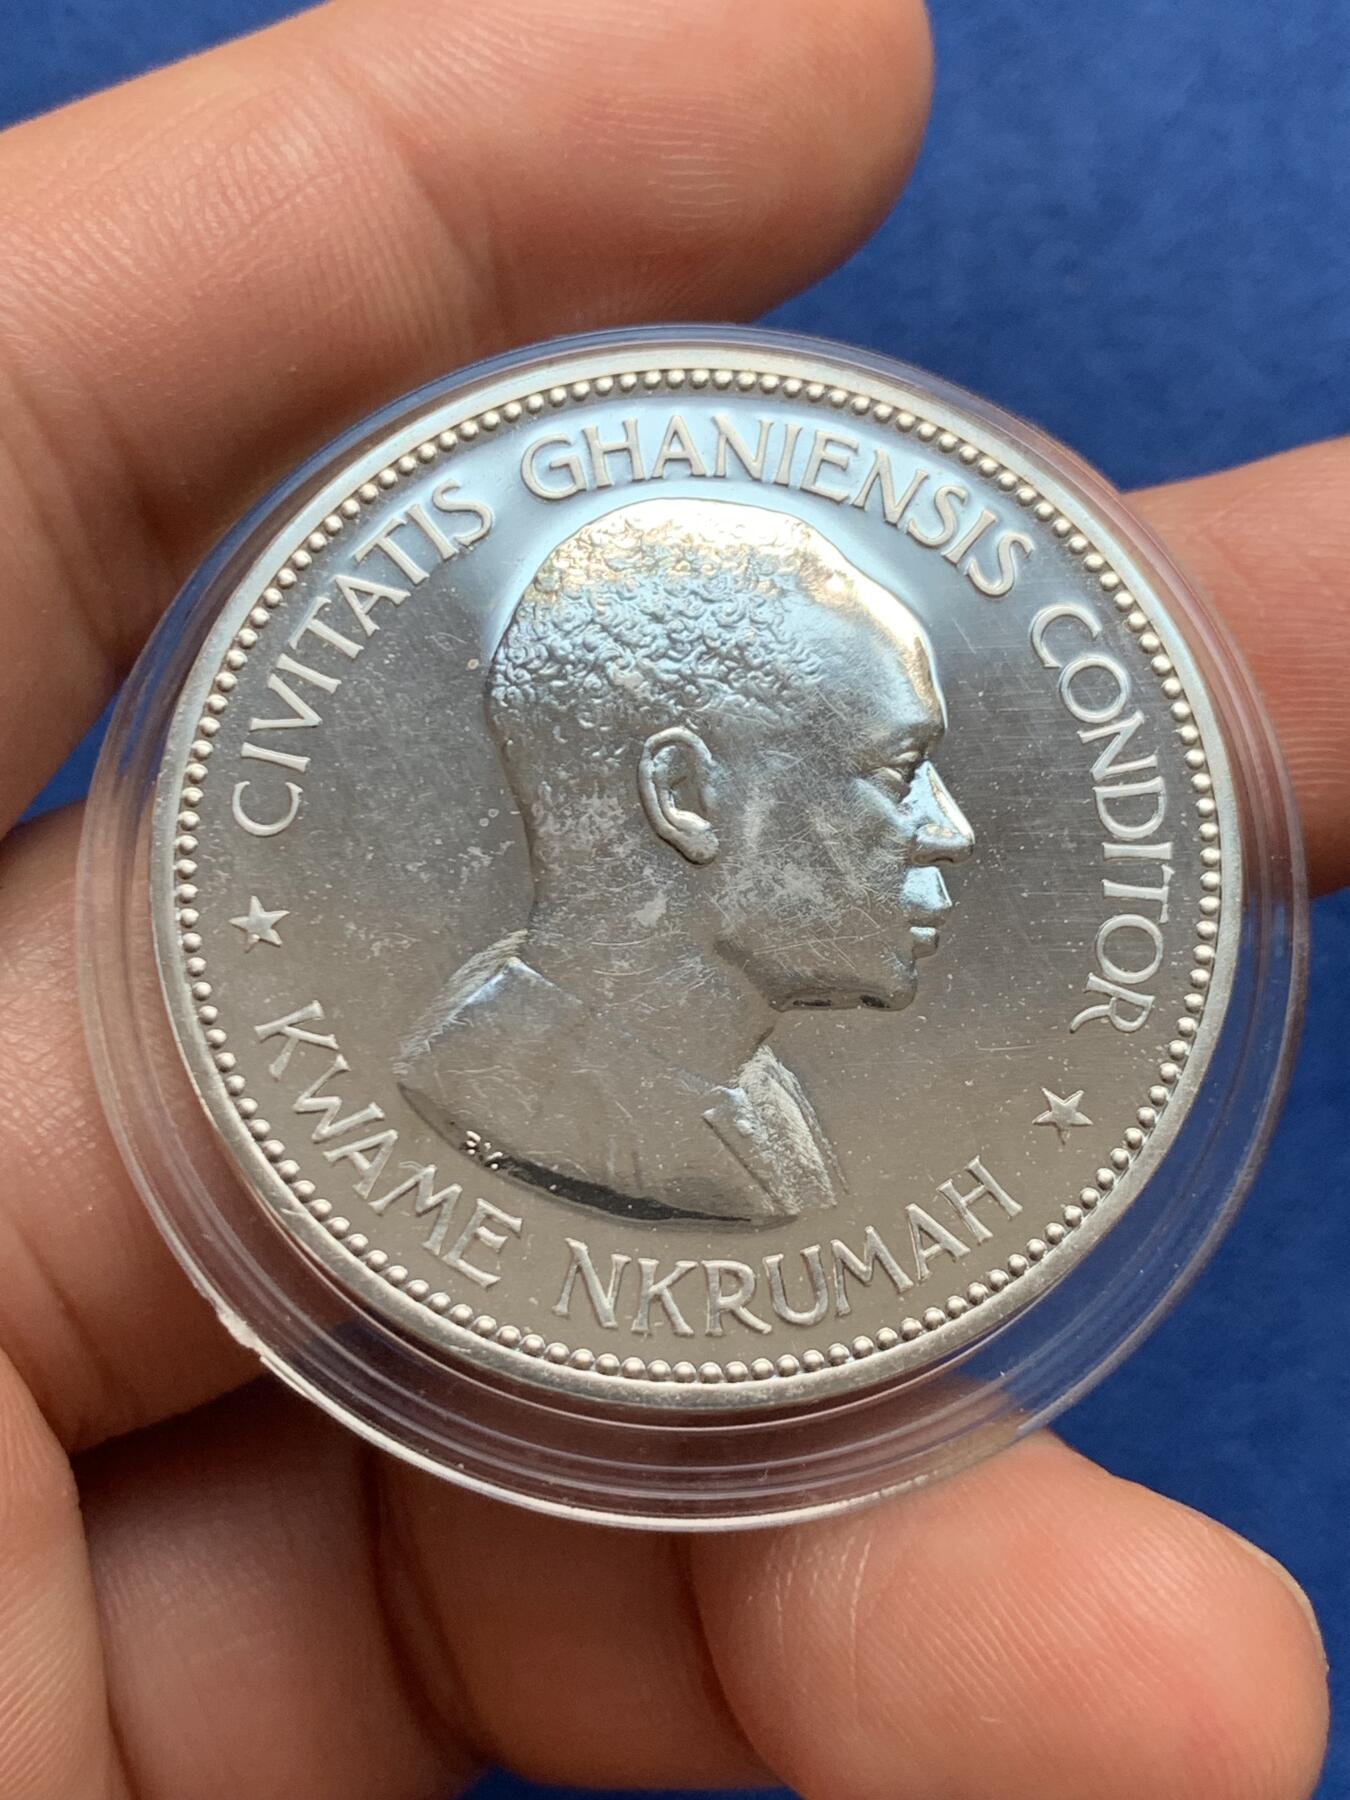 CIVITATIS GHANIENSIS CONDITOR
KWAME NKRUMAH